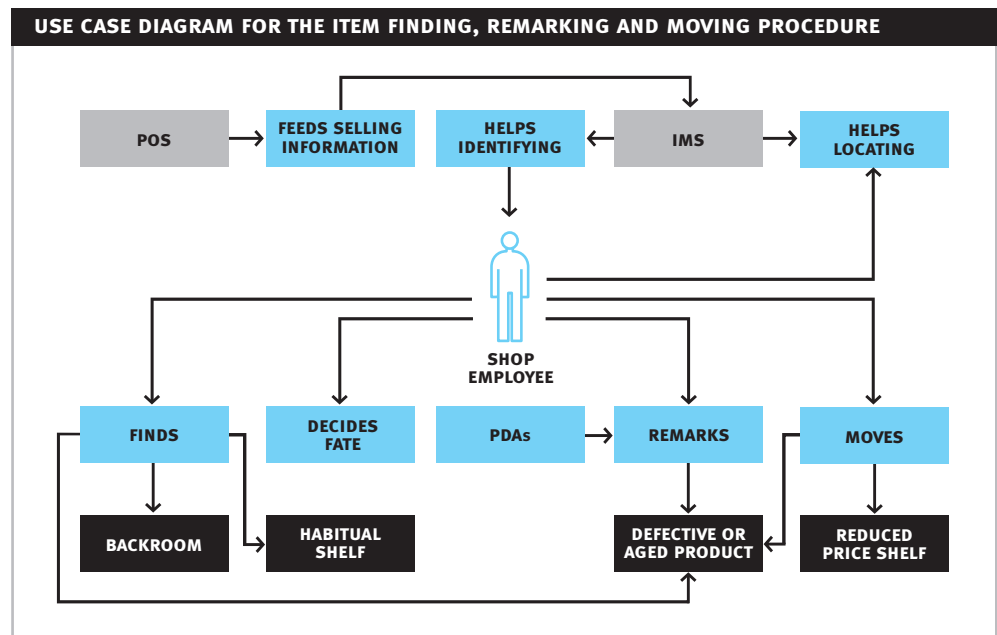 USE CASE DIAGRAM FOR THE ITEM FINDING, REMARKING AND MOVING PROCEDURE
POS
FEEDS SELLING
INFORMATION
HELPS
IDENTIFYING
IMS
HELPS
LOCATING
SHOP
EMPLOYEE
FINDS
DECIDES
FATE
PDAs
REMARKS
MOVES
BACKROOM
HABITUAL
SHELF
DEFECTIVE OR
AGED PRODUCT
REDUCED
PRICE SHELF